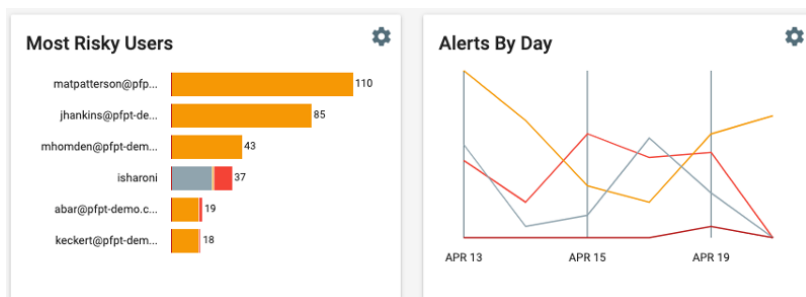 Most Risky Users
matpatterson@pfp... 110
jhankins@pfpt-de... 85
mhomden@pfpt-dem... 43
isharoni 37
abar@pfpt-demo.c... 19
keckert@pfpt-dem... 18
Alerts By Day
APR 13 APR 15 APR 19